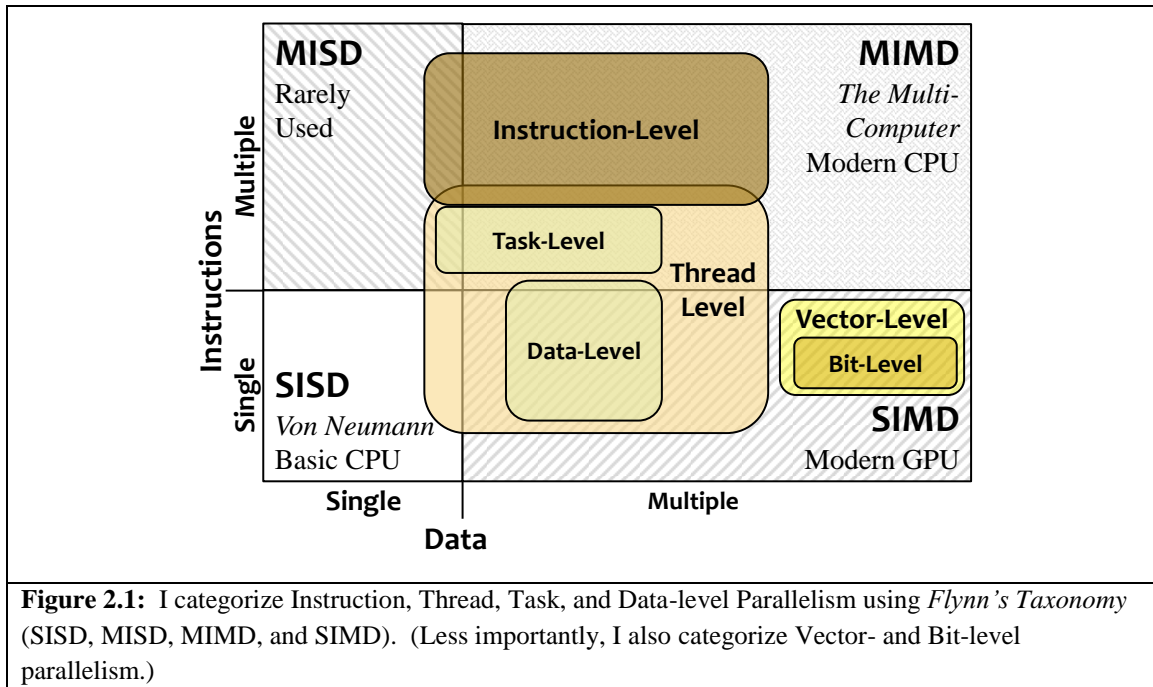 MISD
Rarely
Used
MIMD
The Multi-
Computer
Modern CPU
Instruction-Level
Task-Level
Thread
Level
Data-Level
Vector-Level
Bit-Level
SISD
Von Neumann
Basic CPU
SIMD
Modern GPU
Instructions
Multiple
Single
Single
Multiple
Data
Figure 2.1: I categorize Instruction, Thread, Task, and Data-level Parallelism using Flynn’s Taxonomy
(SISD, MISD, MIMD, and SIMD). (Less importantly, I also categorize Vector- and Bit-level
parallelism.)